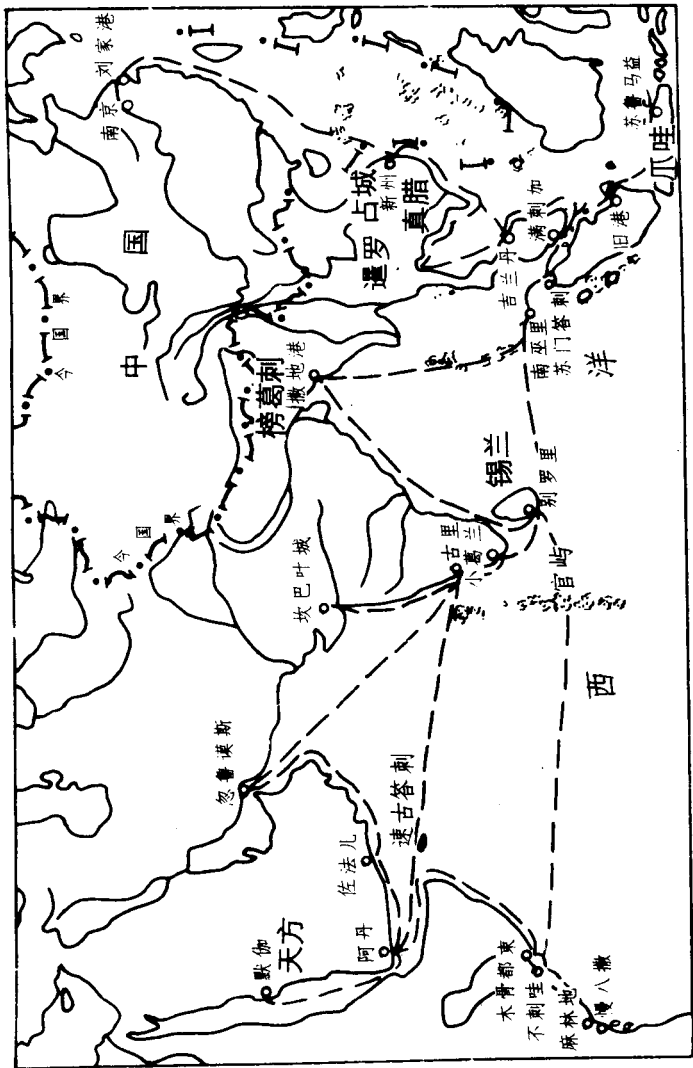 刘家港
南京
中国
今国界
今国界
占城
新州
真腊
暹罗
吉兰丹
满剌加
旧港
苏鲁马益
爪哇
榜葛剌
撒地港
南巫里
苏门答剌
锡兰
别罗里
古里
小葛兰
坎巴叶城
官屿
西洋
忽鲁谟斯
速古答剌
佐法儿
阿丹
天方
默伽
木骨都東
不剌哇
麻林地
慢八撒